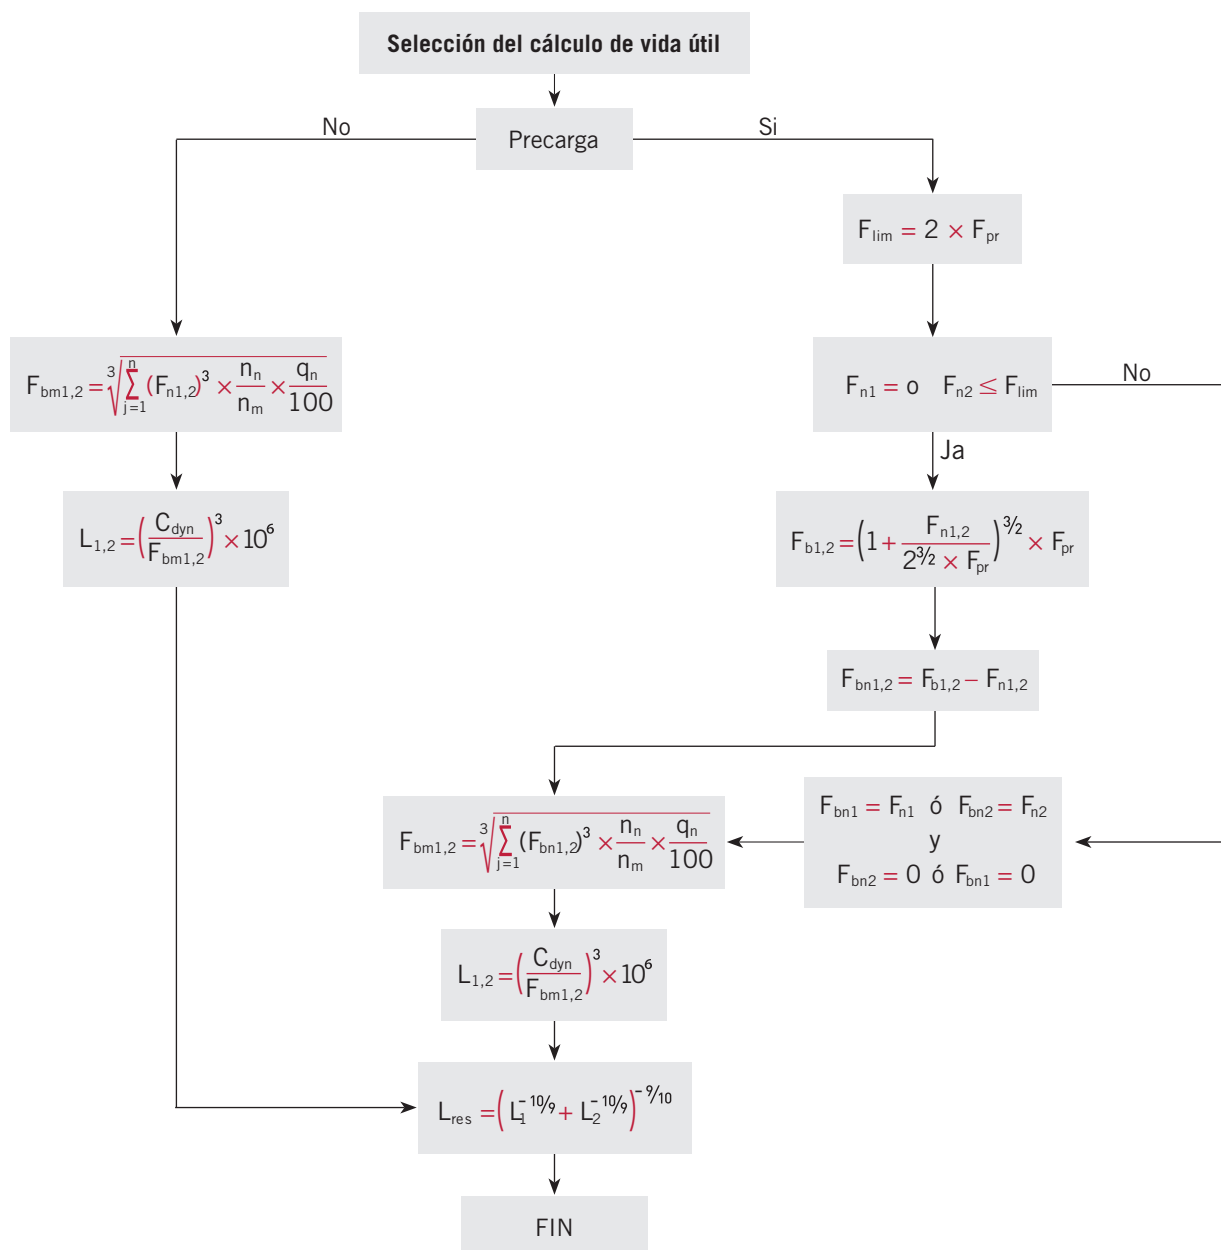 Selección del cálculo de vida útil
No
Precarga
Si
F_lim = 2 × F_pr
F_bm1,2 = ∛(∑_{j=1}^{n} (F_n1,2)³ × n_n/n_m × q_n/100)
F_n1 = o F_n2 ≤ F_lim
No
Ja
L_1,2 = (C_dyn/F_bm1,2)³ × 10⁶
F_b1,2 = (1 + F_n1,2/(2^{3/2} × F_pr))^{3/2} × F_pr
F_bn1,2 = F_b1,2 − F_n1,2
F_bm1,2 = ∛(∑_{j=1}^{n} (F_bn1,2)³ × n_n/n_m × q_n/100)
F_bn1 = F_n1 ó F_bn2 = F_n2
y
F_bn2 = 0 ó F_bn1 = 0
L_1,2 = (C_dyn/F_bm1,2)³ × 10⁶
L_res = (L_1^{-10/9} + L_2^{-10/9})^{-9/10}
FIN